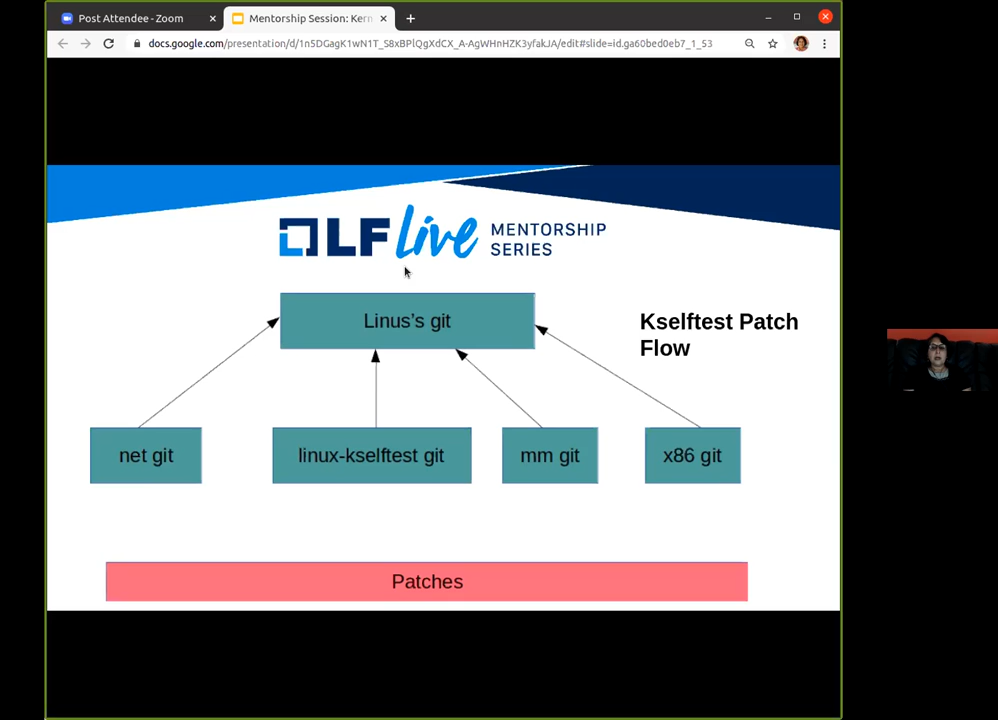 Post Attendee - Zoom
Mentorship Session: Kern
docs.google.com/presentation/d/1n5DGagK1wN1T_S8xBPlQgXdCX_A-AgWHnHZK3yfakJA/edit#slide=id.ga60bed0eb7_1_53
LF Live MENTORSHIP
SERIES
Linus's git
Kselftest Patch
Flow
net git
linux-kselftest git
mm git
x86 git
Patches